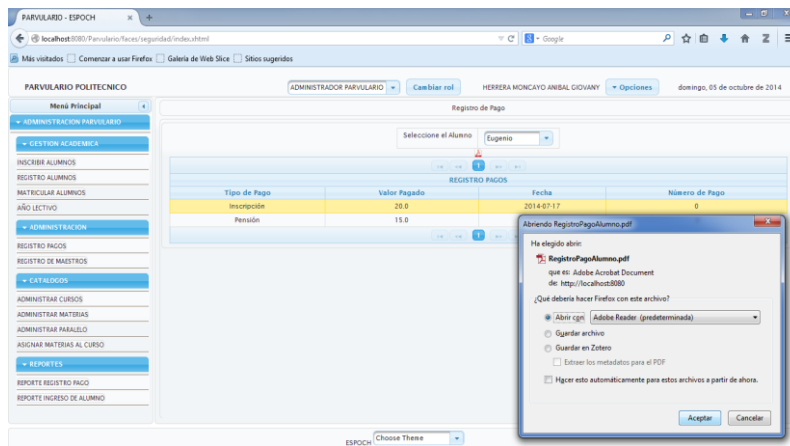 PARVULARIO - ESPOCH
localhost:8080/Parvulario/faces/seguridad/index.xhtml
Google
Más visitados Comenzar a usar Firefox Galería de Web Slice Sitios sugeridos
PARVULARIO POLITECNICO
ADMINISTRADOR PARVULARIO Cambiar rol HERRERA MONCAYO ANIBAL GIOVANY Opciones domingo, 05 de octubre de 2014
Menú Principal
ADMINISTRACION PARVULARIO
GESTION ACADEMICA
INSCRIBIR ALUMNOS
REGISTRO ALUMNOS
MATRICULAR ALUMNOS
AÑO LECTIVO
ADMINISTRACION
REGISTRO PAGOS
REGISTRO DE MAESTROS
CATALOGOS
ADMINISTRAR CURSOS
ADMINISTRAR MATERIAS
ADMINISTRAR PARALELO
ASIGNAR MATERIAS AL CURSO
REPORTES
REPORTE REGISTRO PAGO
REPORTE INGRESO DE ALUMNO
Registro de Pago
Seleccione el Alumno Eugenio
1
REGISTRO PAGOS
Tipo de Pago Valor Pagado Fecha Número de Pago
Inscripción 20.0 2014-07-17 0
Pensión 15.0
1
Abriendo RegistroPagoAlumno.pdf
Ha elegido abrir:
RegistroPagoAlumno.pdf
que es: Adobe Acrobat Document
de: http://localhost:8080
¿Qué debería hacer Firefox con este archivo?
Abrir con Adobe Reader (predeterminada)
Guardar archivo
Guardar en Zotero
Extraer los metadatos para el PDF
Hacer esto automáticamente para estos archivos a partir de ahora.
Aceptar Cancelar
ESPOCH Choose Theme